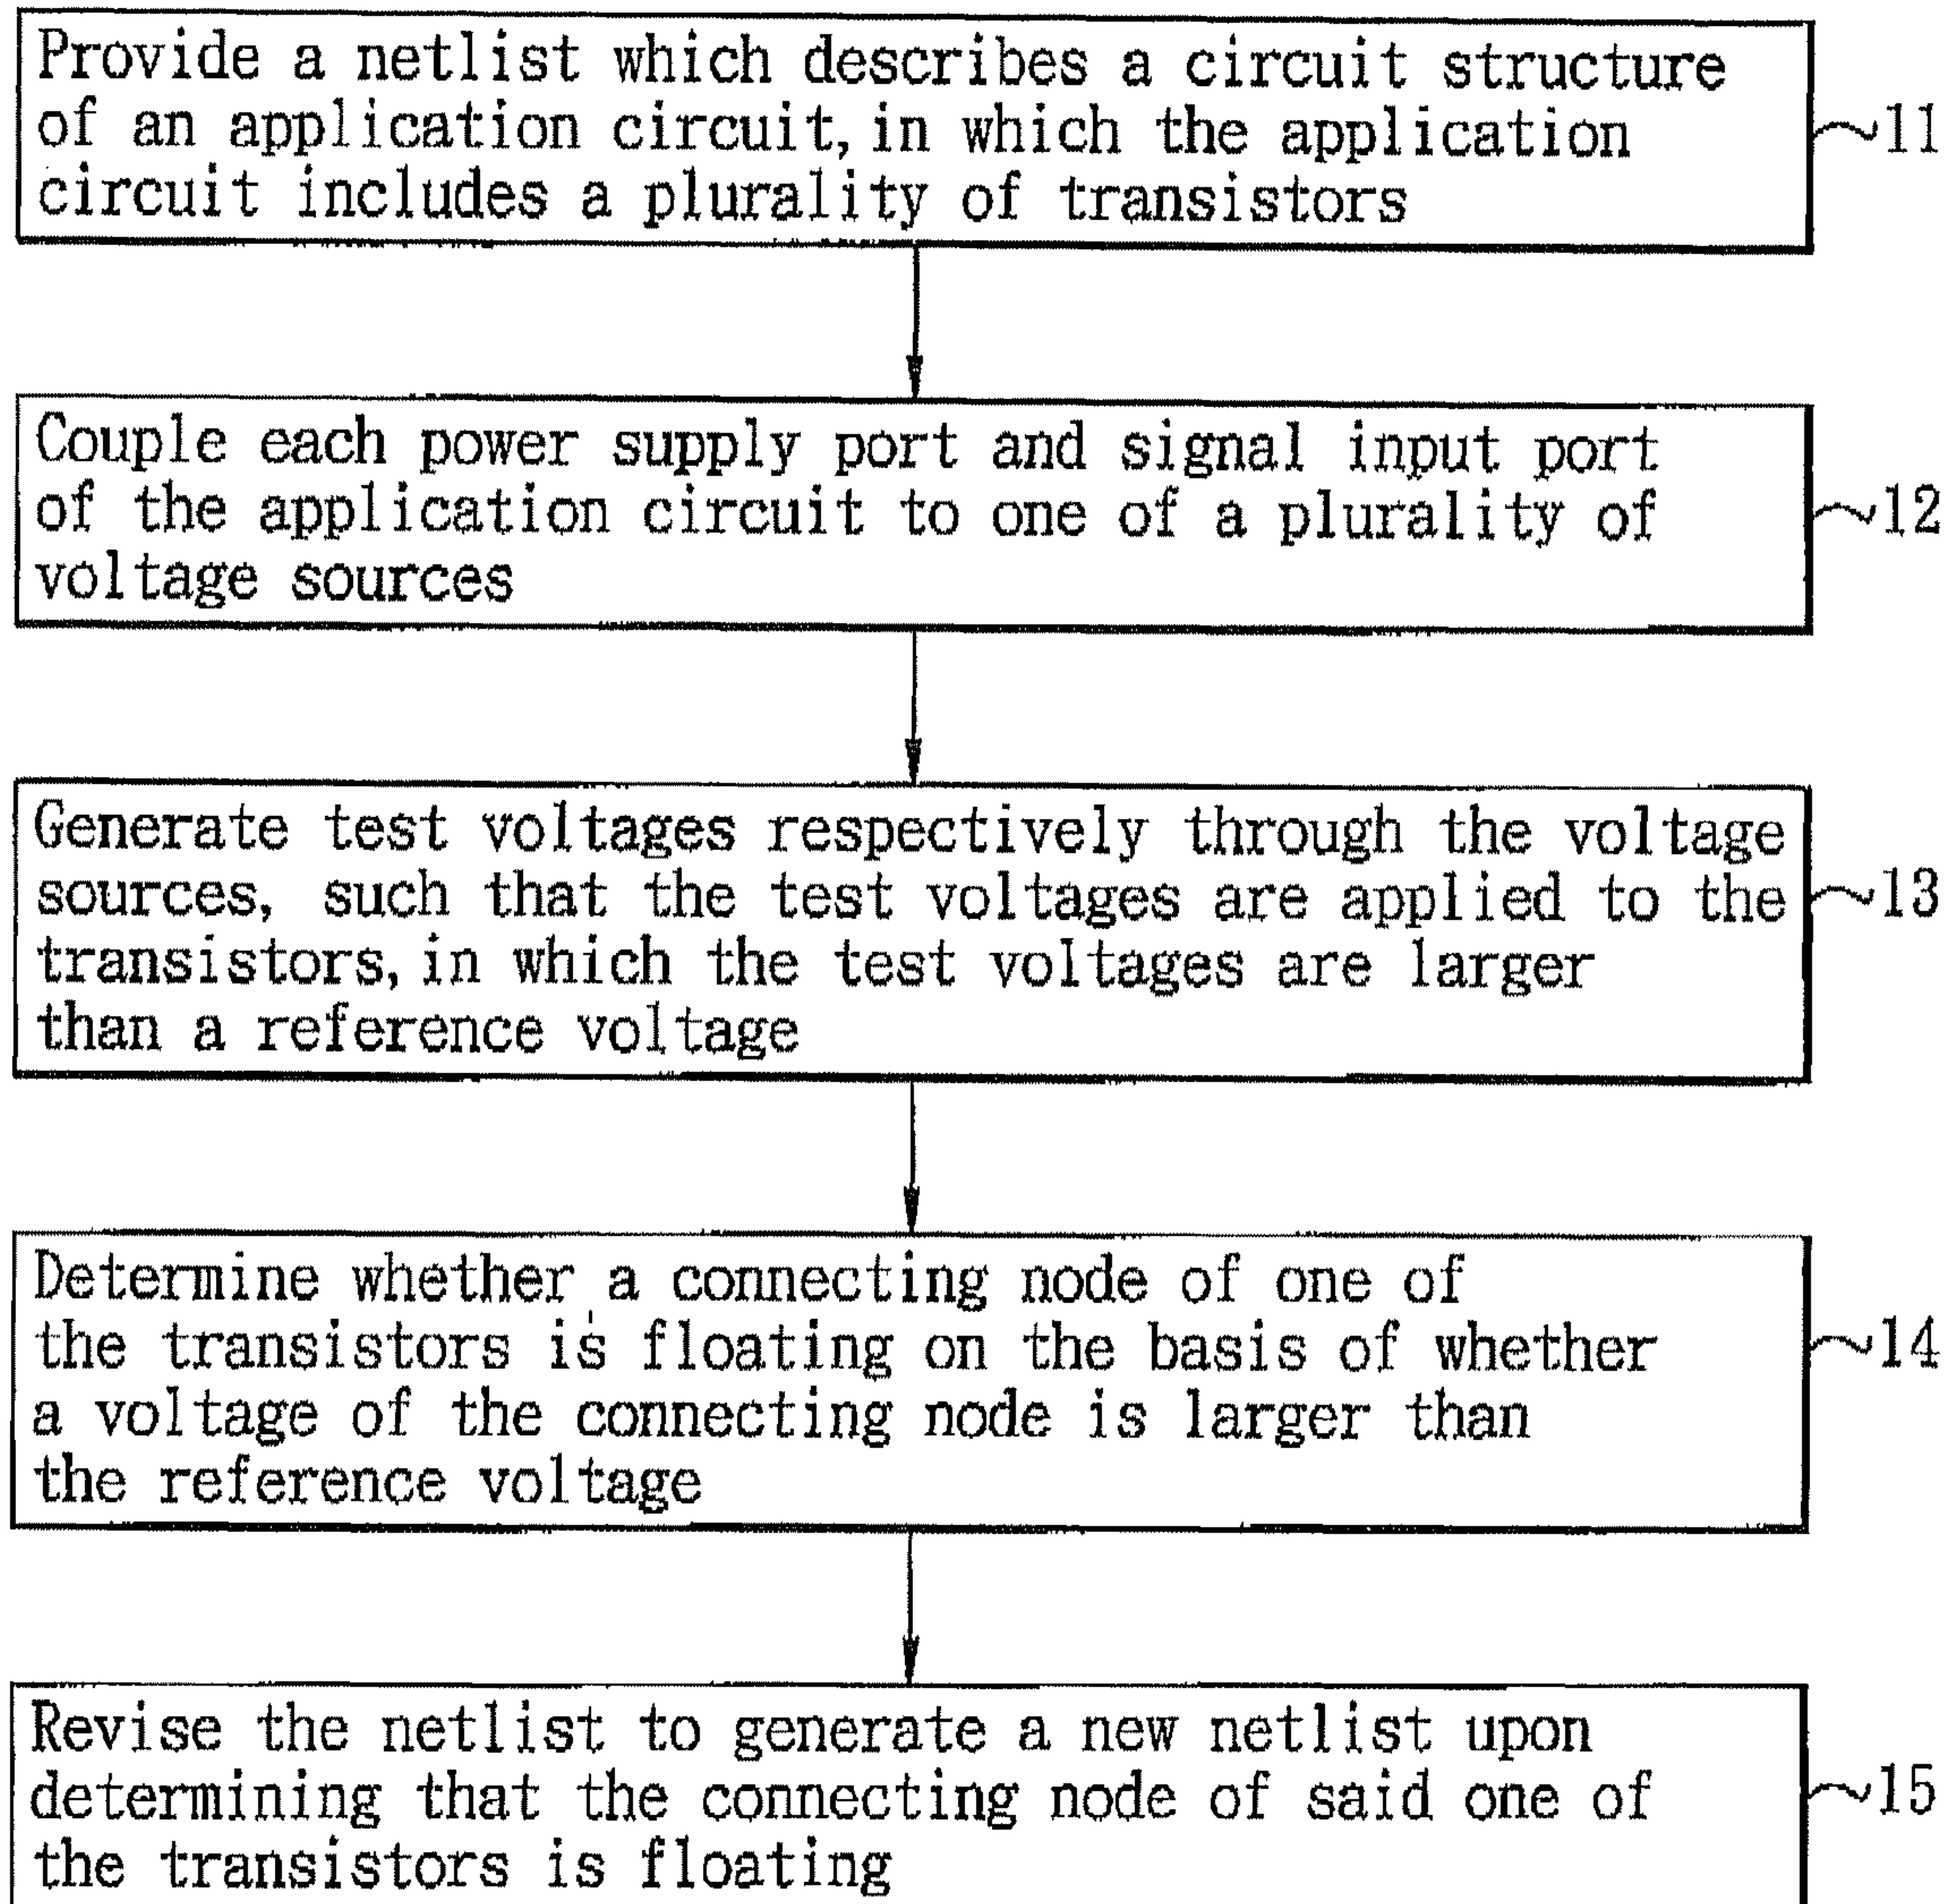 Provide a netlist which describes a circuit structure
of an application circuit, in which the application
circuit includes a plurality of transistors
11
Couple each power supply port and signal input port
of the application circuit to one of a plurality of
voltage sources
12
Generate test voltages respectively through the voltage
sources, such that the test voltages are applied to the
transistors, in which the test voltages are larger
than a reference voltage
13
Determine whether a connecting node of one of
the transistors is floating on the basis of whether
a voltage of the connecting node is larger than
the reference voltage
14
Revise the netlist to generate a new netlist upon
determining that the connecting node of said one of
the transistors is floating
15